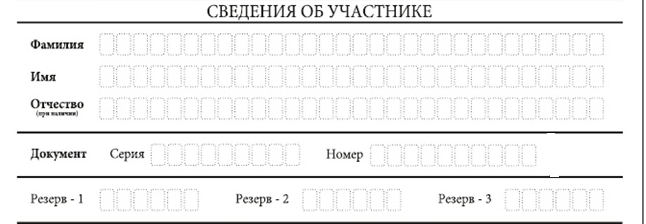 СВЕДЕНИЯ ОБ УЧАСТНИКЕ
Фамилия
Имя
Отчество
(при наличии)
Документ Серия Номер
Резерв - 1 Резерв - 2 Резерв - 3